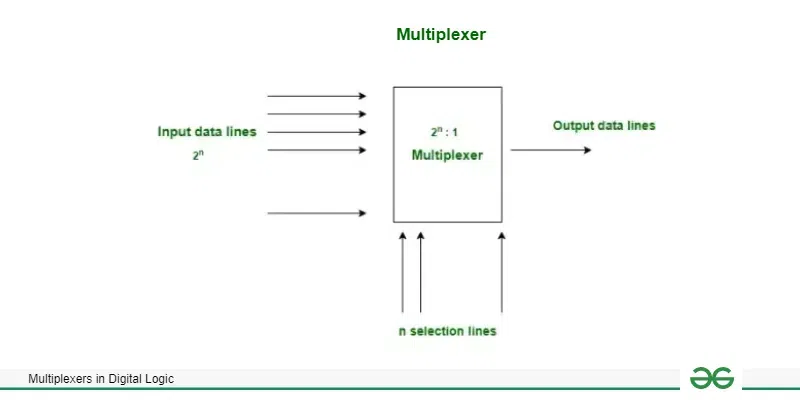 Multiplexer
Input data lines
2ⁿ
2ⁿ : 1
Multiplexer
Output data lines
n selection lines
Multiplexers in Digital Logic